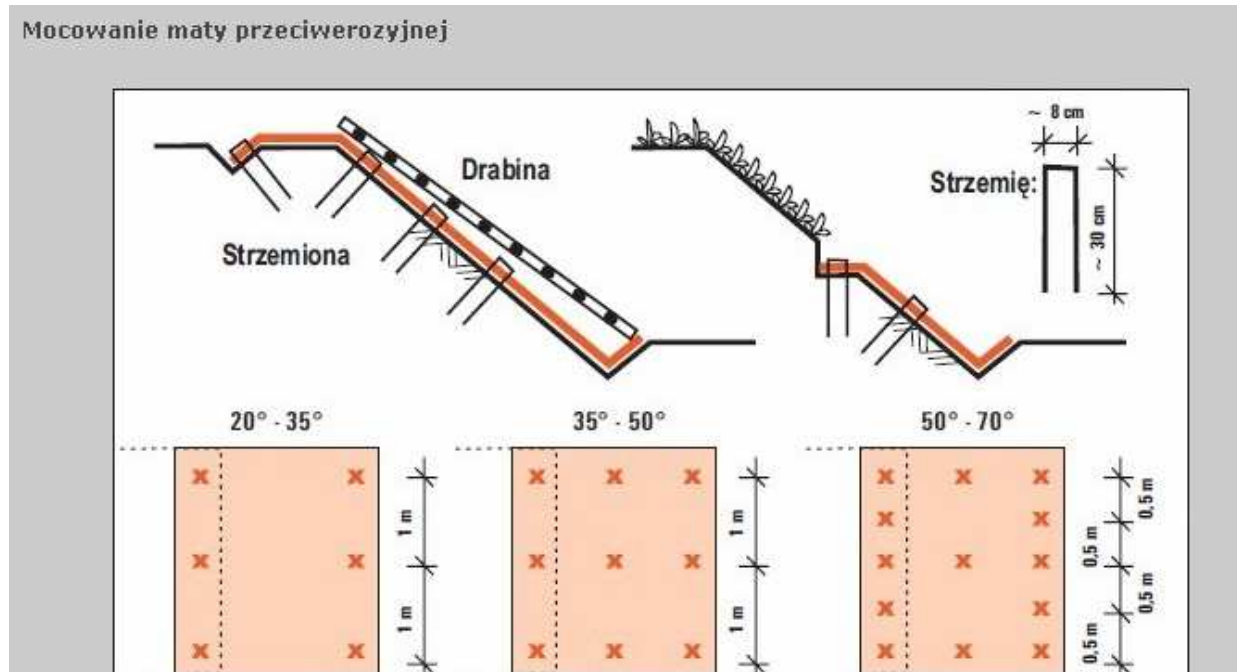 Mocowanie maty przeciwerozyjnej
~ 8 cm
Drabina
Strzemię:
~ 30 cm
Strzemiona
20° - 35°
35° - 50°
50° - 70°
x x
x x x
x x x
x x
x x
x x x
x x x
x x
x x
x x x
x x x
1 m
1 m
1 m
1 m
0,5 m
0,5 m
0,5 m
0,5 m